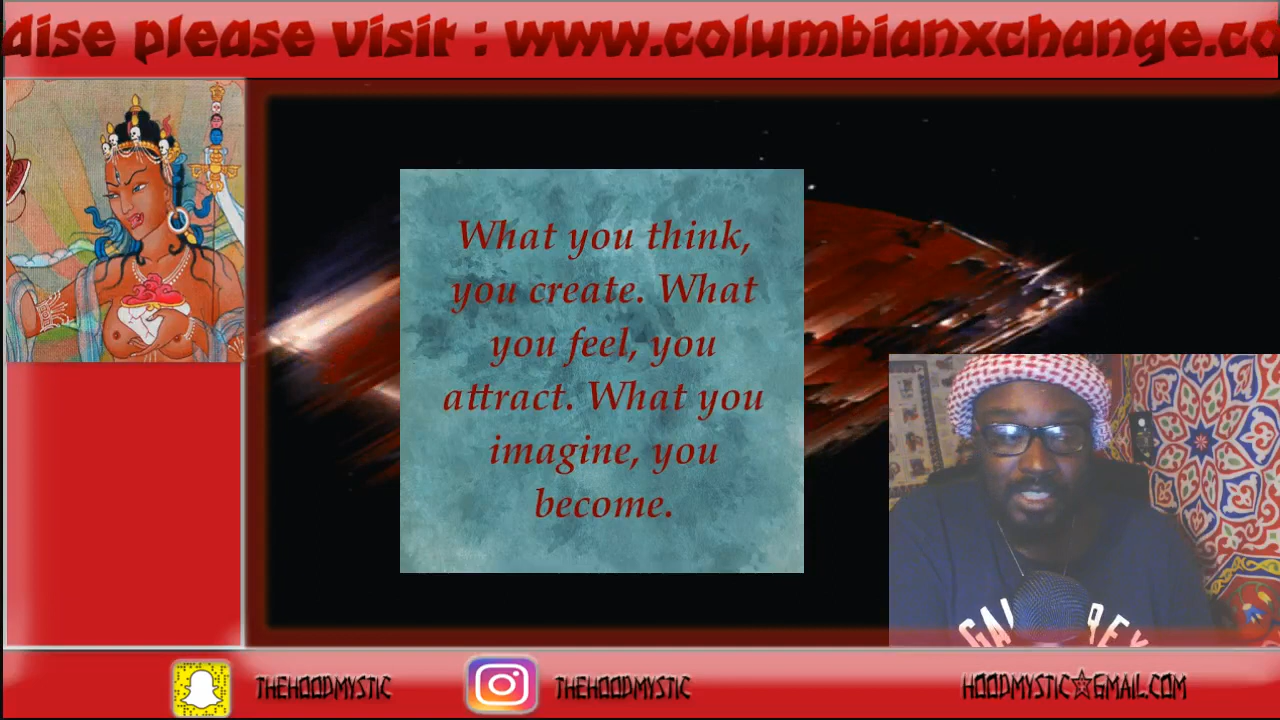 aise please visit : www.columbianxchange.co
What you think,
you create. What
you feel, you
attract. What you
imagine, you
become.
THEHOODMYSTIC
THEHOODMYSTIC
HOODMYSTIC@GMAIL.COM